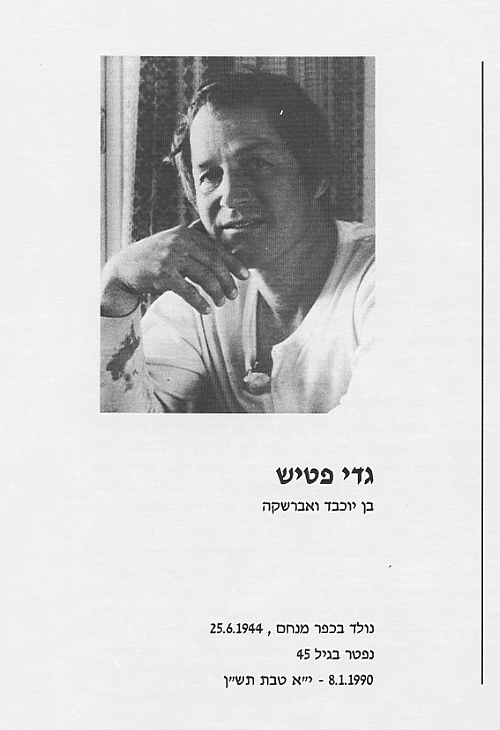 גדי פטיש
בן יוכבד ואברשקה
נולד בכפר מנחם , 25.6.1944
נפטר בגיל 45
8.1.1990 - י״א טבת תש״ן